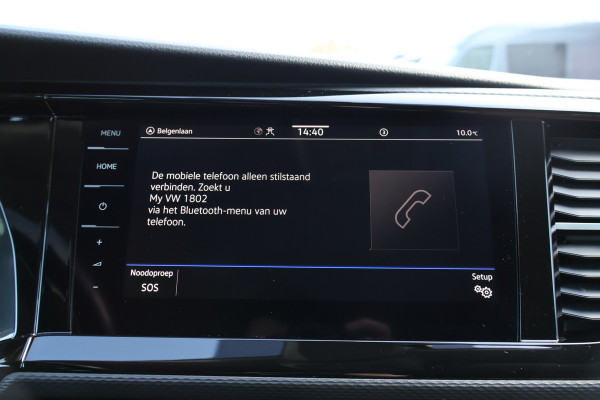 MENU
Belgenlaan
14:40
10.0°C
HOME
De mobiele telefoon alleen stilstaand
verbinden. Zoekt u
My VW 1802
via het Bluetooth-menu van uw
telefoon.
+
-
Noodoproep
SOS
Setup